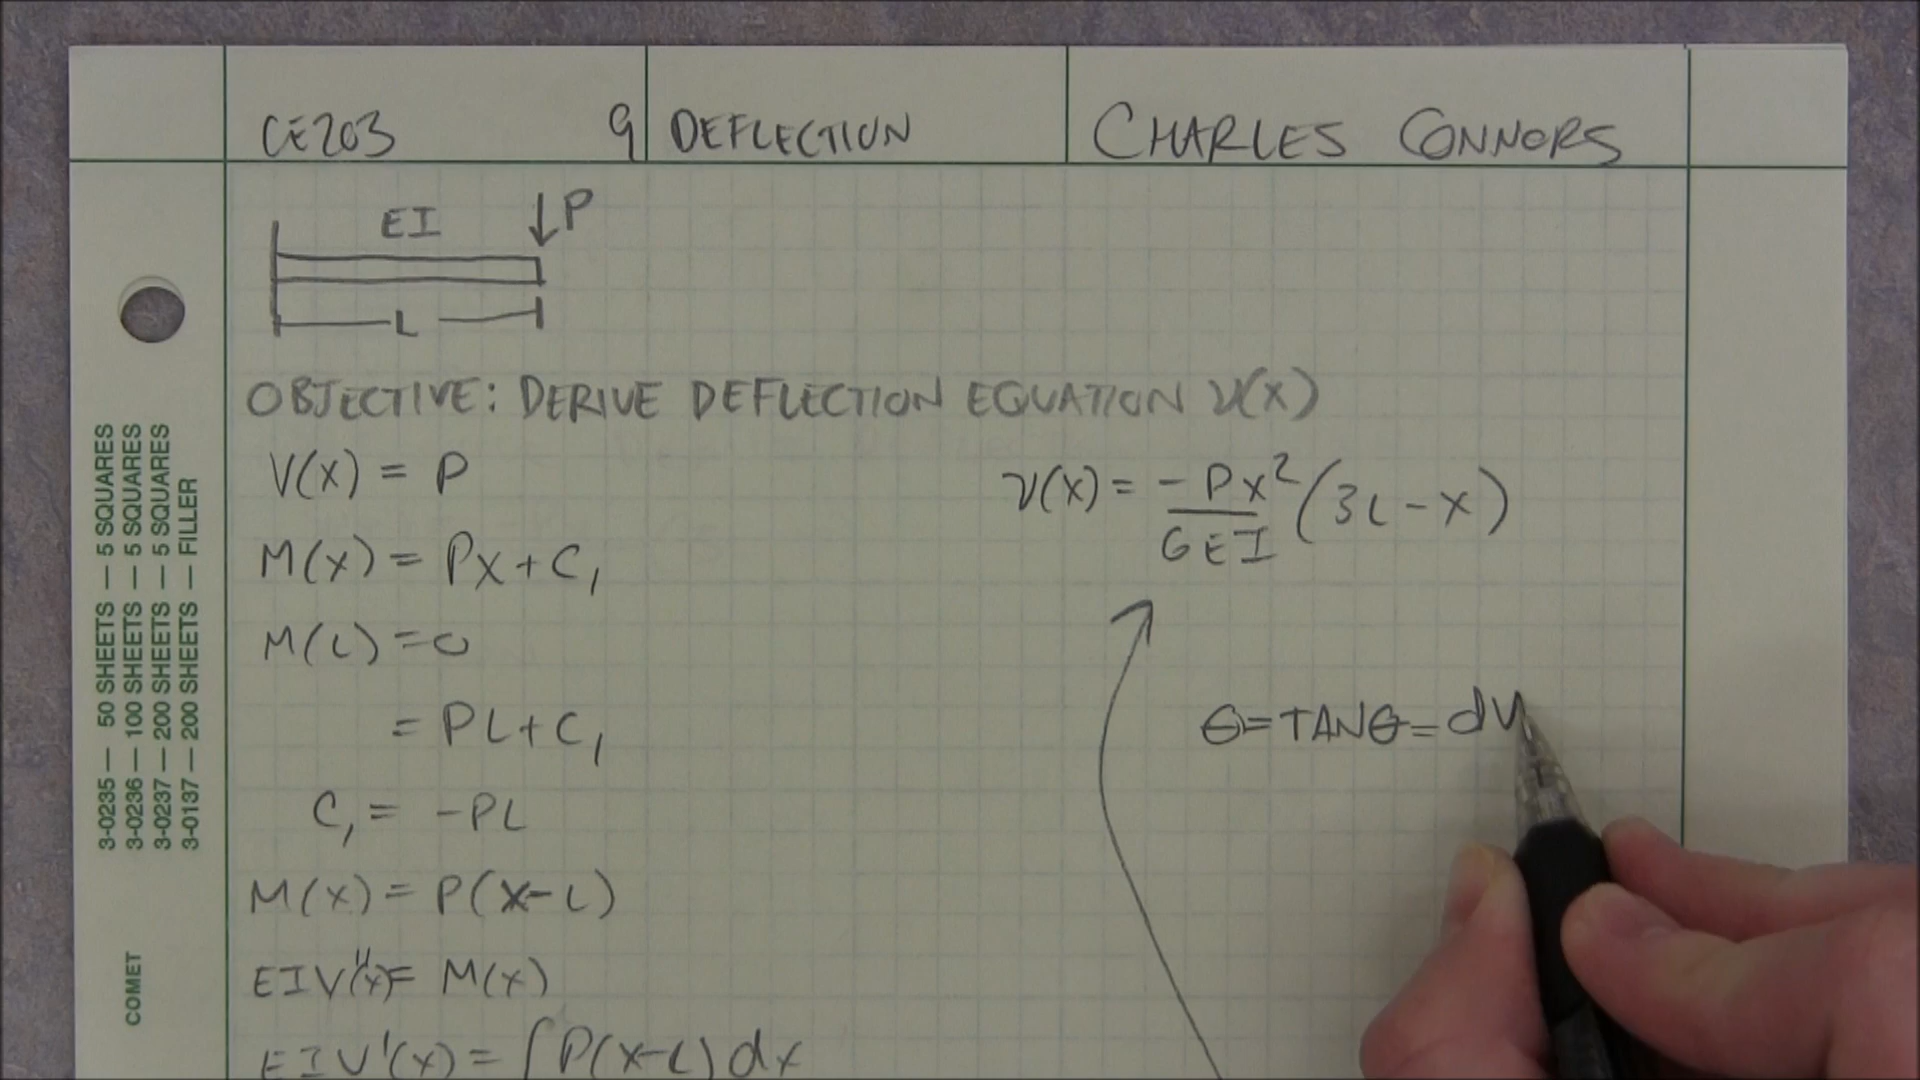 CE203 9 DEFLECTION CHARLES CONNORS
EI P
L
OBJECTIVE: DERIVE DEFLECTION EQUATION v(x)
V(x) = P
M(x) = Px + C₁
M(L) = 0
= PL + C₁
C₁ = -PL
M(x) = P(x-L)
EIV"(x) = M(x)
EIV'(x) = ∫P(x-L)dx
v(x) = -Px²/6EI (3L-x)
θ = TANθ = dv
3-0235 — 50 SHEETS — 5 SQUARES
3-0236 — 100 SHEETS — 5 SQUARES
3-0237 — 200 SHEETS — 5 SQUARES
3-0137 — 200 SHEETS — FILLER
COMET